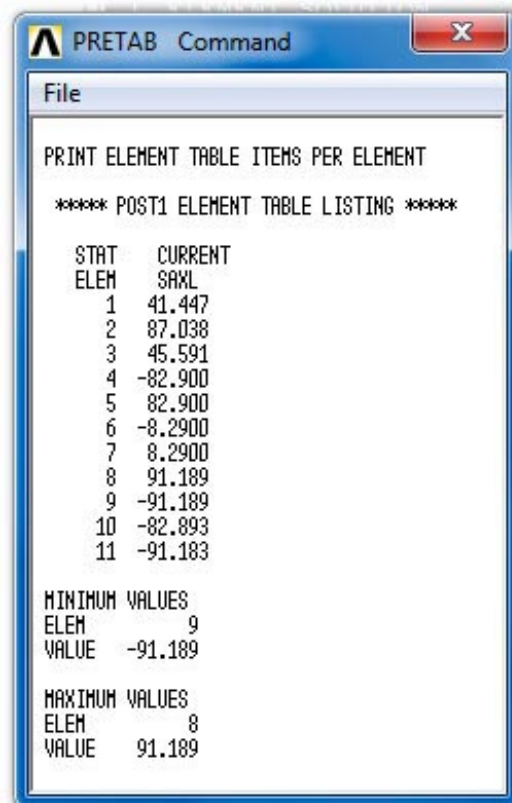 PRETAB Command
File
PRINT ELEMENT TABLE ITEMS PER ELEMENT
***** POST1 ELEMENT TABLE LISTING *****
STAT CURRENT
ELEM SAXL
1 41.447
2 87.038
3 45.591
4 -82.900
5 82.900
6 -8.2900
7 8.2900
8 91.189
9 -91.189
10 -82.893
11 -91.183
MINIMUM VALUES
ELEM 9
VALUE -91.189
MAXIMUM VALUES
ELEM 8
VALUE 91.189